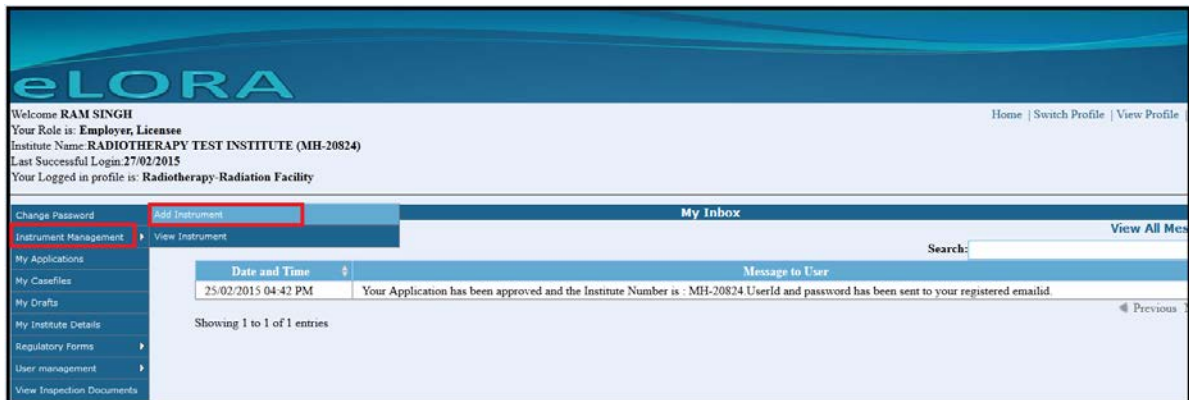 eLORA
Welcome RAM SINGH
Your Role is: Employer, Licensee
Institute Name:RADIOTHERAPY TEST INSTITUTE (MH-20824)
Last Successful Login:27/02/2015
Your Logged in profile is: Radiotherapy-Radiation Facility
Home | Switch Profile | View Profile |
Change Password
Instrument Management
My Applications
My Casefiles
My Drafts
My Institute Details
Regulatory Forms
User management
View Inspection Documents
Add Instrument
View Instrument
My Inbox
View All Mes
Search:
Date and Time Message to User
25/02/2015 04:42 PM Your Application has been approved and the Institute Number is : MH-20824.UserId and password has been sent to your registered emailid.
Previous
Showing 1 to 1 of 1 entries